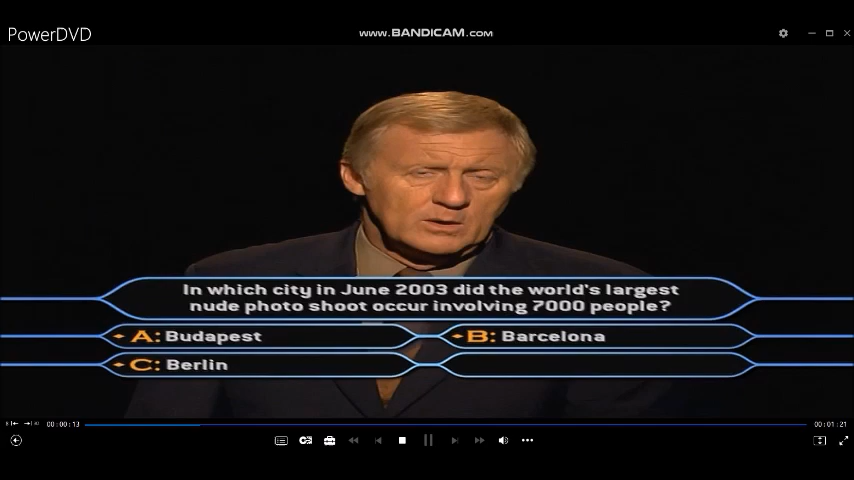 PowerDVD
www.BANDICAM.com
In which city in June 2003 did the world's largest
nude photo shoot occur involving 7000 people?
A: Budapest
B: Barcelona
C: Berlin
00:00:13
00:01:21